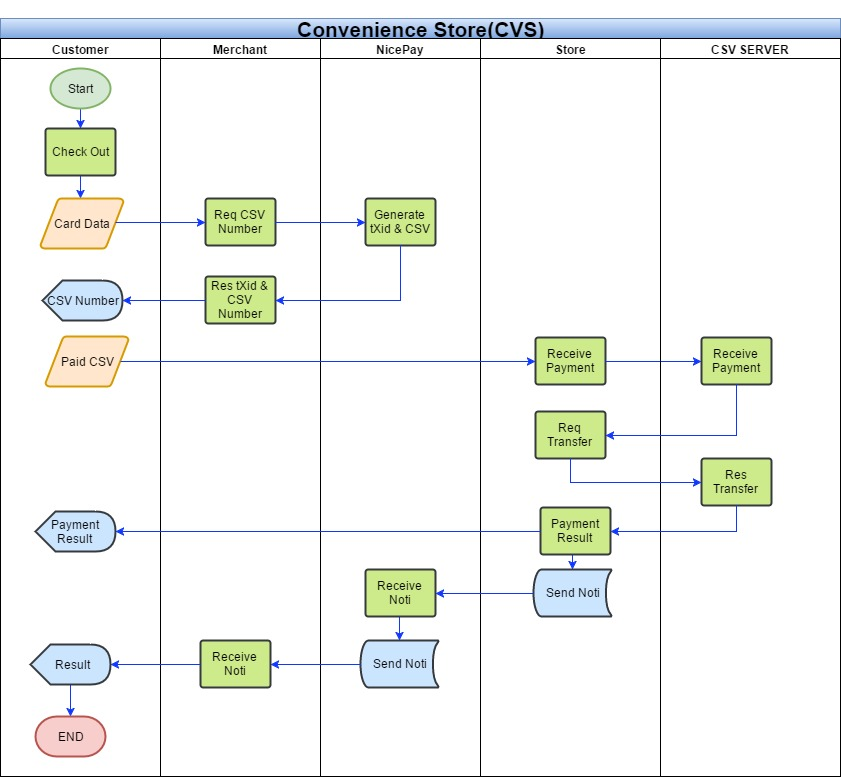 Convenience Store(CVS)
Customer Merchant NicePay Store CSV SERVER
Start
Check Out
Card Data
Req CSV
Number
Generate
tXid & CSV
CSV Number
Res tXid &
CSV
Number
Paid CSV
Receive
Payment
Receive
Payment
Req
Transfer
Res
Transfer
Payment
Result
Payment
Result
Send Noti
Receive
Noti
Send Noti
Receive
Noti
Result
END